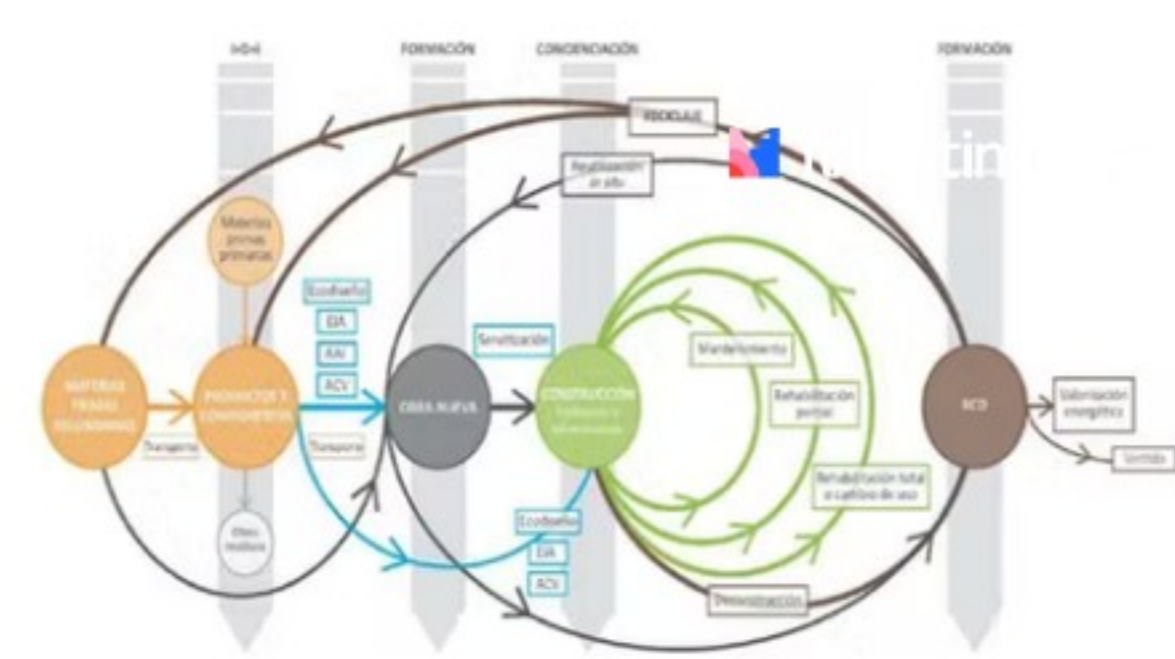 I+D+i
FORMACIÓN
CONCIENCIACIÓN
FORMACIÓN
RECICLAJE
Reutilización
in situ
Materias
primas
primarias
Ecodiseño
EIA
AAI
ACV
Servitización
Mantenimiento
MATERIAS
PRIMAS
SECUNDARIAS
PRODUCTOS Y
COMPONENTES
OBRA NUEVA
CONSTRUCCIÓN
Rehabilitación
parcial
RCD
Valorización
energética
Vertido
Transporte
Transporte
Rehabilitación total
o cambio de uso
Otros
residuos
Ecodiseño
EIA
ACV
Deconstrucción